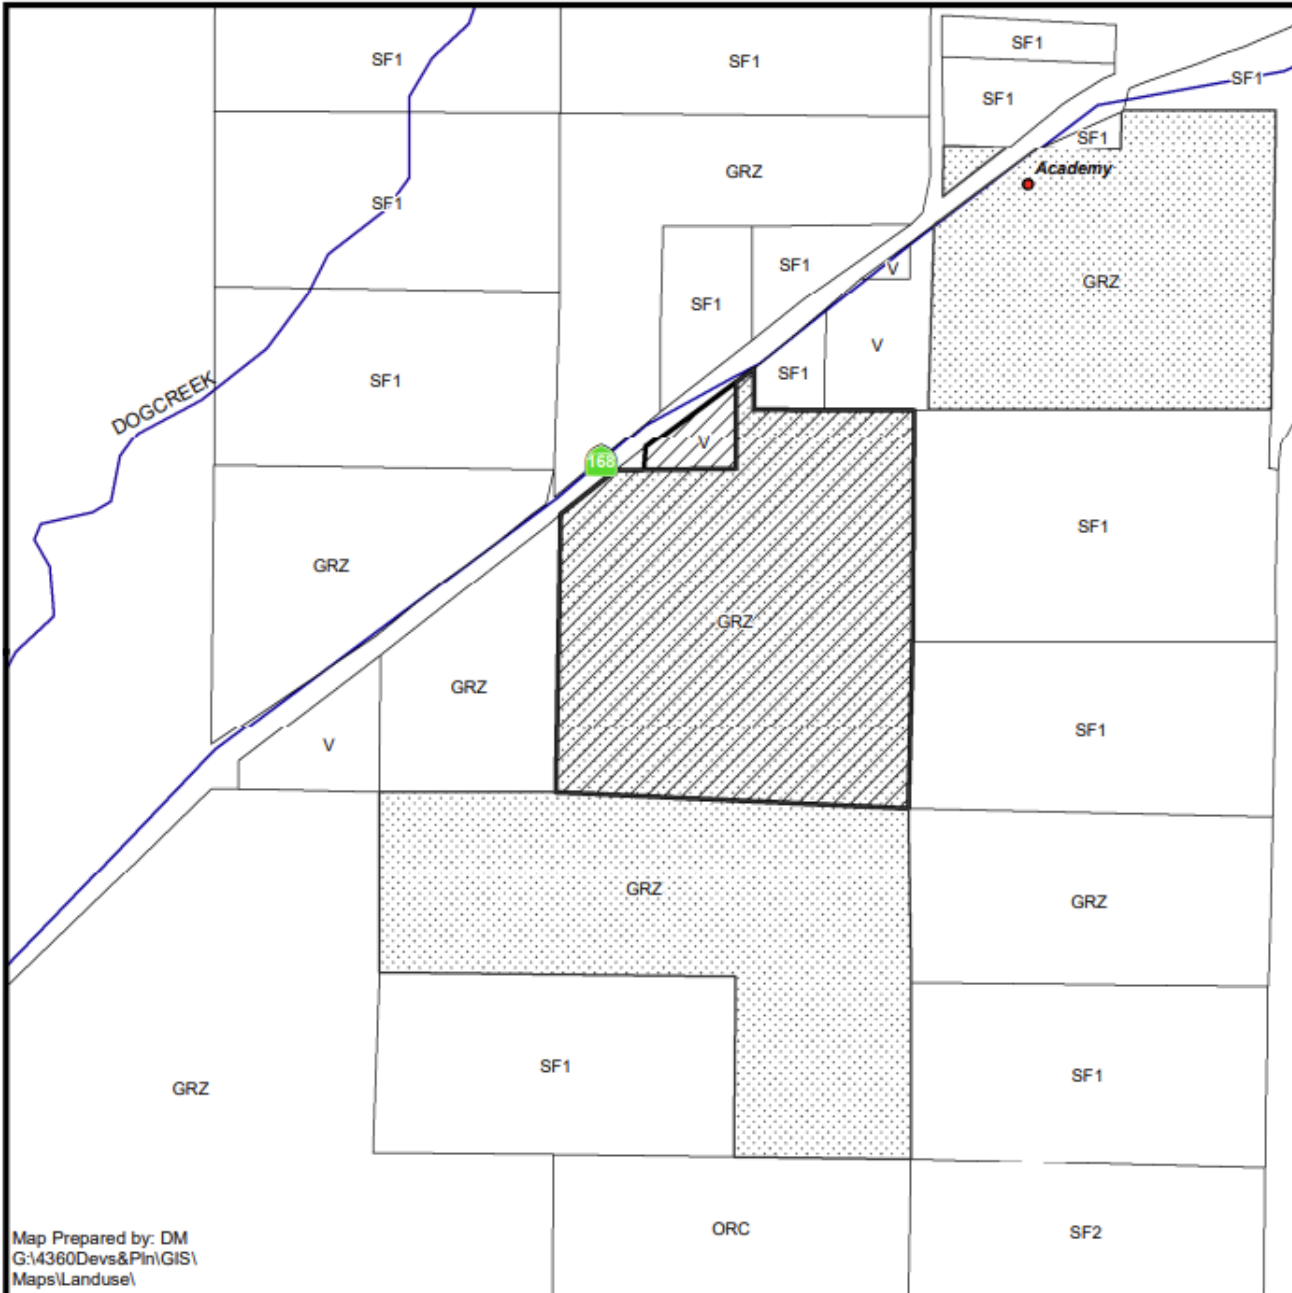 SF1
SF1
SF1
SF1
SF1
SF1
Academy
GRZ
SF1
SF1
V
GRZ
SF1
V
SF1
SF1
DOGCREEK
V
168
SF1
GRZ
GRZ
GRZ
SF1
V
GRZ
GRZ
SF1
SF1
GRZ
ORC
SF2
Map Prepared by: DM
G:\4360Devs&Pln\GIS\
Maps\Landuse\